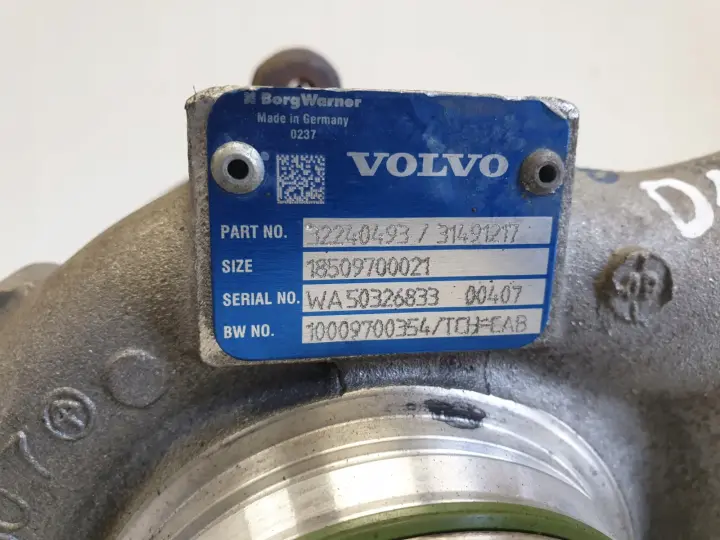 BorgWarner
Made in Germany
0237
VOLVO
PART NO. 32240493 / 31491217
SIZE 18509700021
SERIAL NO. WA50326833 00407
BW NO. 10009700354/TCH=CAB
07 A